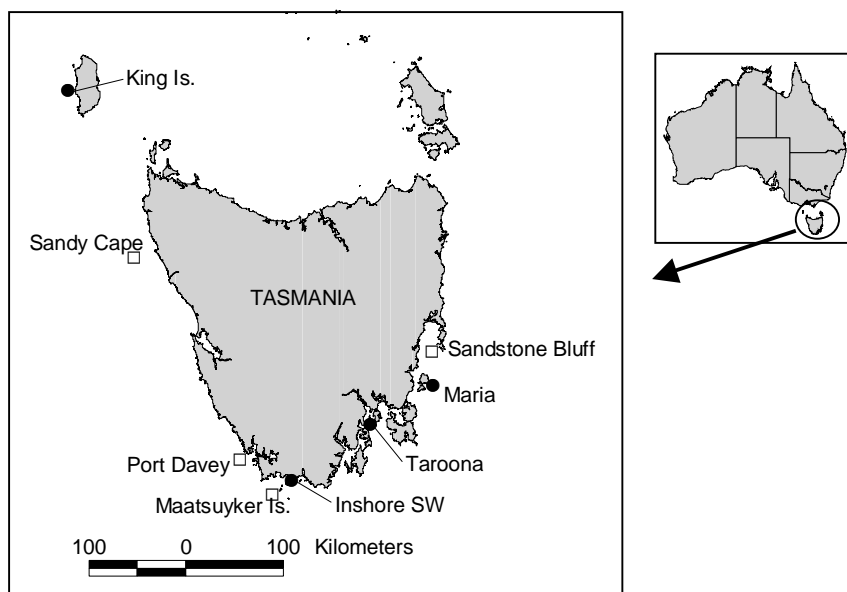 King Is.
Sandy Cape
TASMANIA
Sandstone Bluff
Maria
Port Davey
Taroona
Maatsuyker Is.
Inshore SW
100 0 100 Kilometers